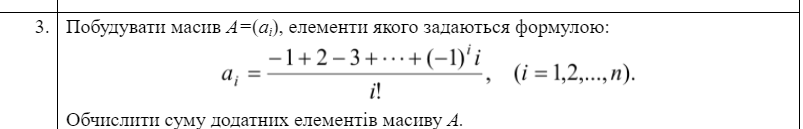 3. Побудувати масив A=(aᵢ), елементи якого задаються формулою:
aᵢ = (−1 + 2 − 3 + ⋯ + (−1)ⁱ i) / i!, (i = 1,2,...,n).
Обчислити суму додатних елементів масиву A.